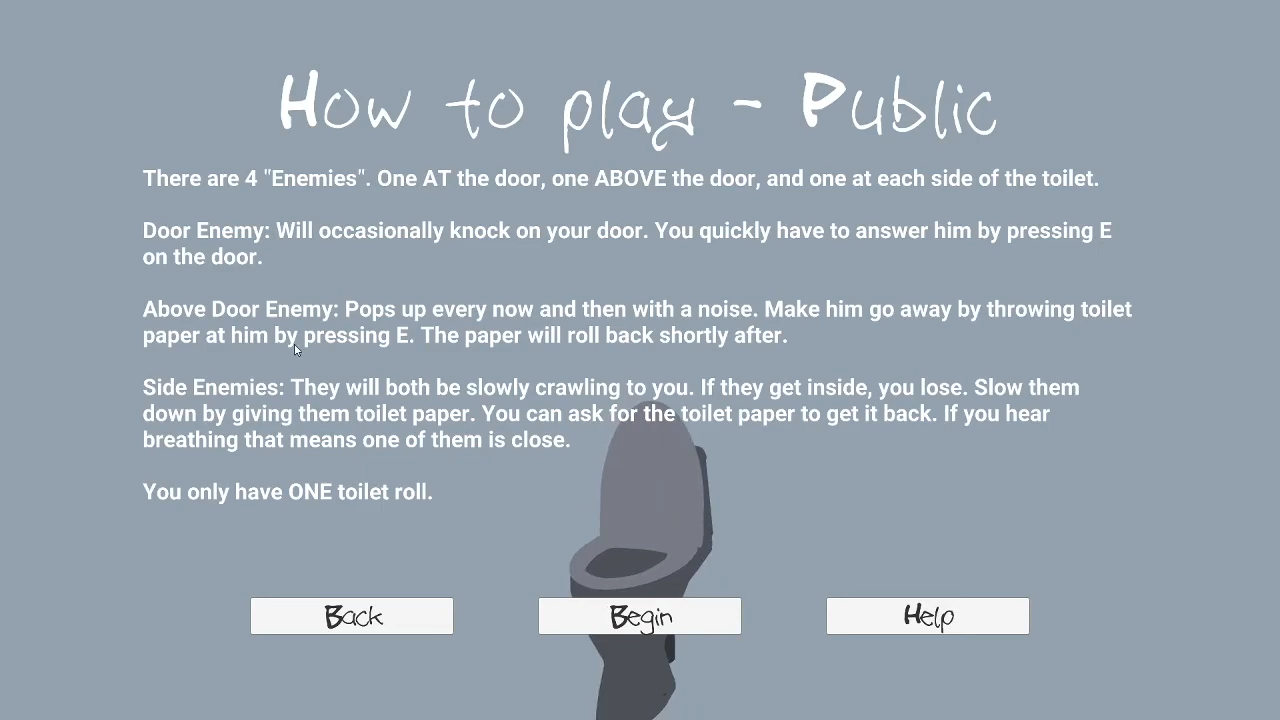 How to play - Public
There are 4 "Enemies". One AT the door, one ABOVE the door, and one at each side of the toilet.
Door Enemy: Will occasionally knock on your door. You quickly have to answer him by pressing E
on the door.
Above Door Enemy: Pops up every now and then with a noise. Make him go away by throwing toilet
paper at him by pressing E. The paper will roll back shortly after.
Side Enemies: They will both be slowly crawling to you. If they get inside, you lose. Slow them
down by giving them toilet paper. You can ask for the toilet paper to get it back. If you hear
breathing that means one of them is close.
You only have ONE toilet roll.
Back
Begin
Help